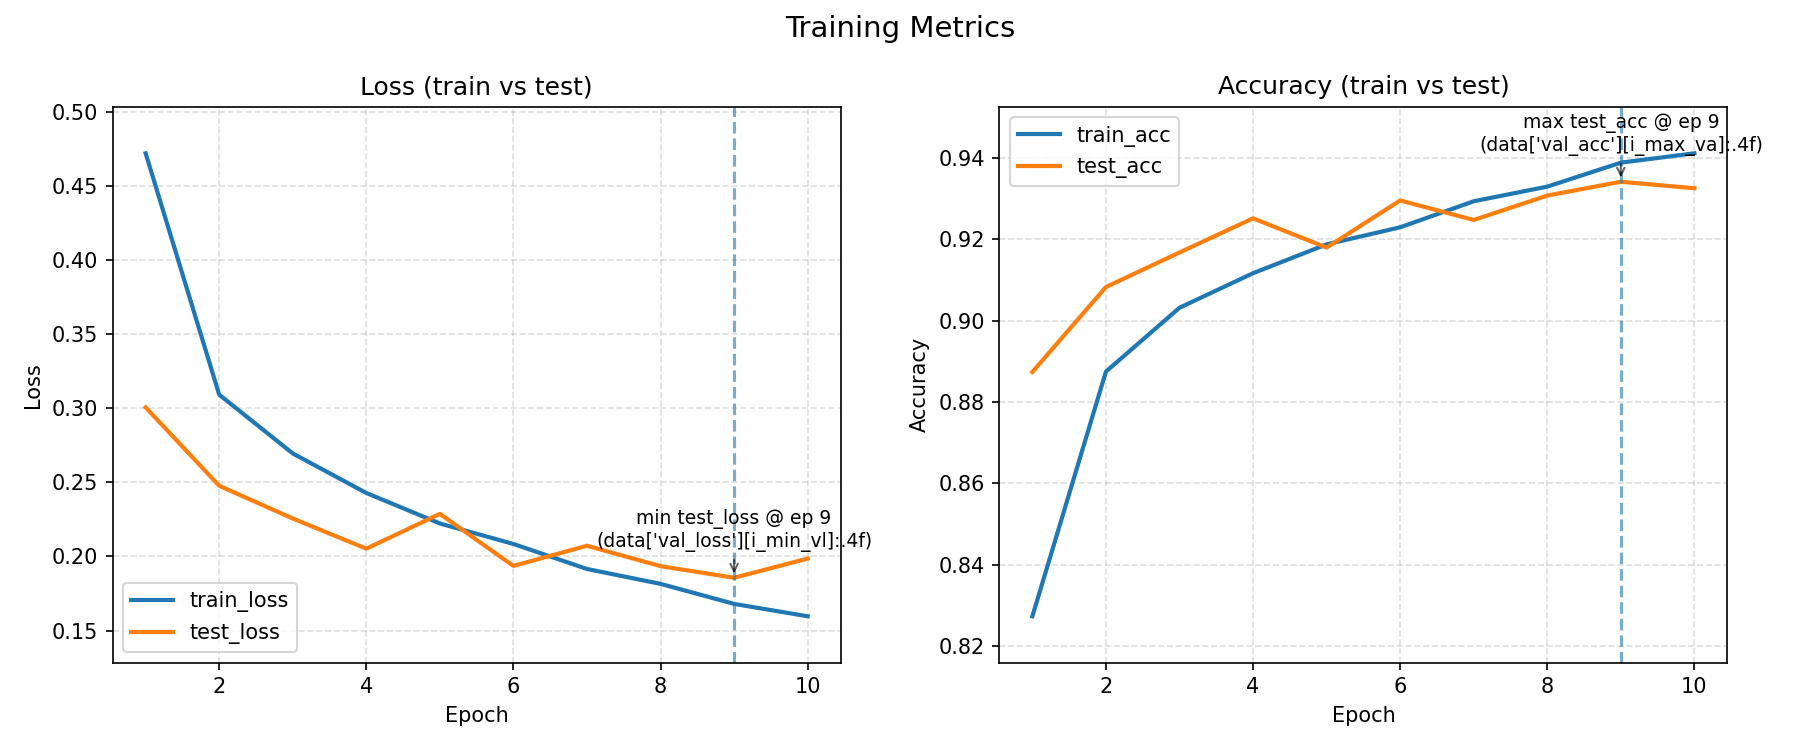 Training Metrics
Loss (train vs test)
0.50
0.45
0.40
0.35
0.30
0.25
0.20
0.15
Loss
min test_loss @ ep 9
(data['val_loss'][i_min_vl]:.4f)
train_loss
test_loss
2 4 6 8 10
Epoch
Accuracy (train vs test)
train_acc
test_acc
max test_acc @ ep 9
(data['val_acc'][i_max_va]:.4f)
0.94
0.92
0.90
0.88
0.86
0.84
0.82
Accuracy
2 4 6 8 10
Epoch